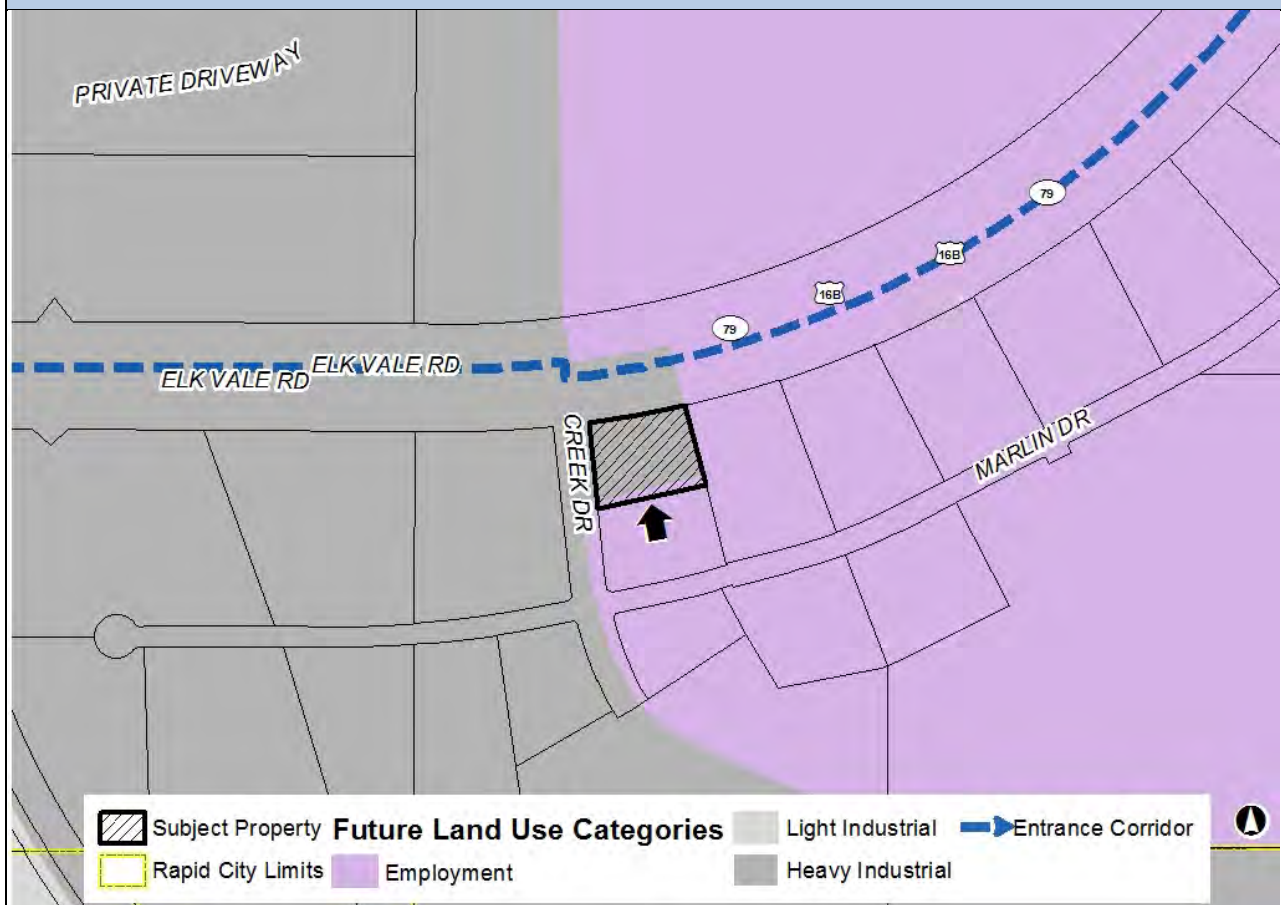 PRIVATE DRIVEWAY
79
16B
16B
79
ELK VALE RD
ELK VALE RD
CREEK DR
MARLIN DR
Subject Property
Future Land Use Categories
Light Industrial
Entrance Corridor
Rapid City Limits
Employment
Heavy Industrial